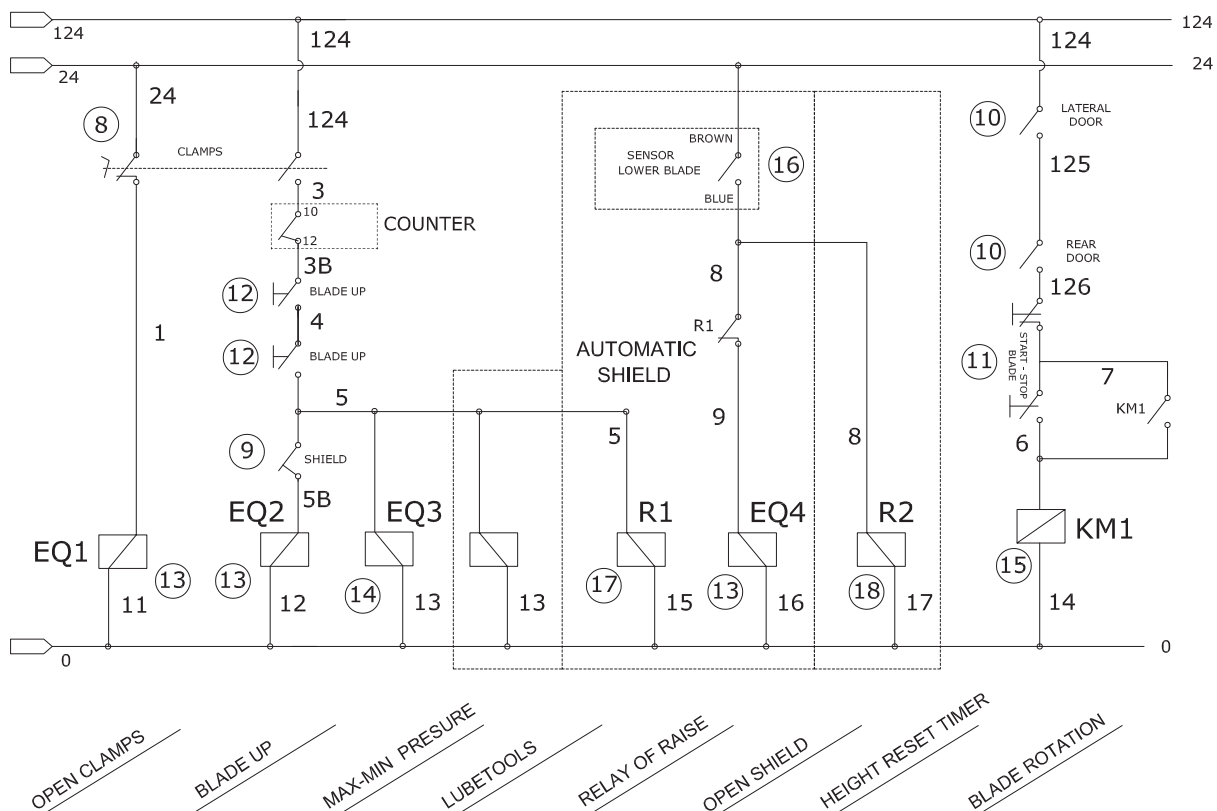 124
124
124
124
24
24
24
8
124
10
LATERAL
DOOR
CLAMPS
BROWN
SENSOR
LOWER BLADE
16
BLUE
125
3
10
12
COUNTER
3B
12
BLADE UP
4
12
BLADE UP
1
5
8
R1
AUTOMATIC
SHIELD
10
REAR
DOOR
126
11
START - STOP
BLADE
7
KM1
6
9
SHIELD
5B
5
9
8
EQ1
13
EQ2
13
EQ3
14
R1
17
EQ4
13
R2
18
KM1
15
11
12
13
13
15
16
17
14
0
0
OPEN CLAMPS
BLADE UP
MAX-MIN PRESURE
LUBETOOLS
RELAY OF RAISE
OPEN SHIELD
HEIGHT RESET TIMER
BLADE ROTATION